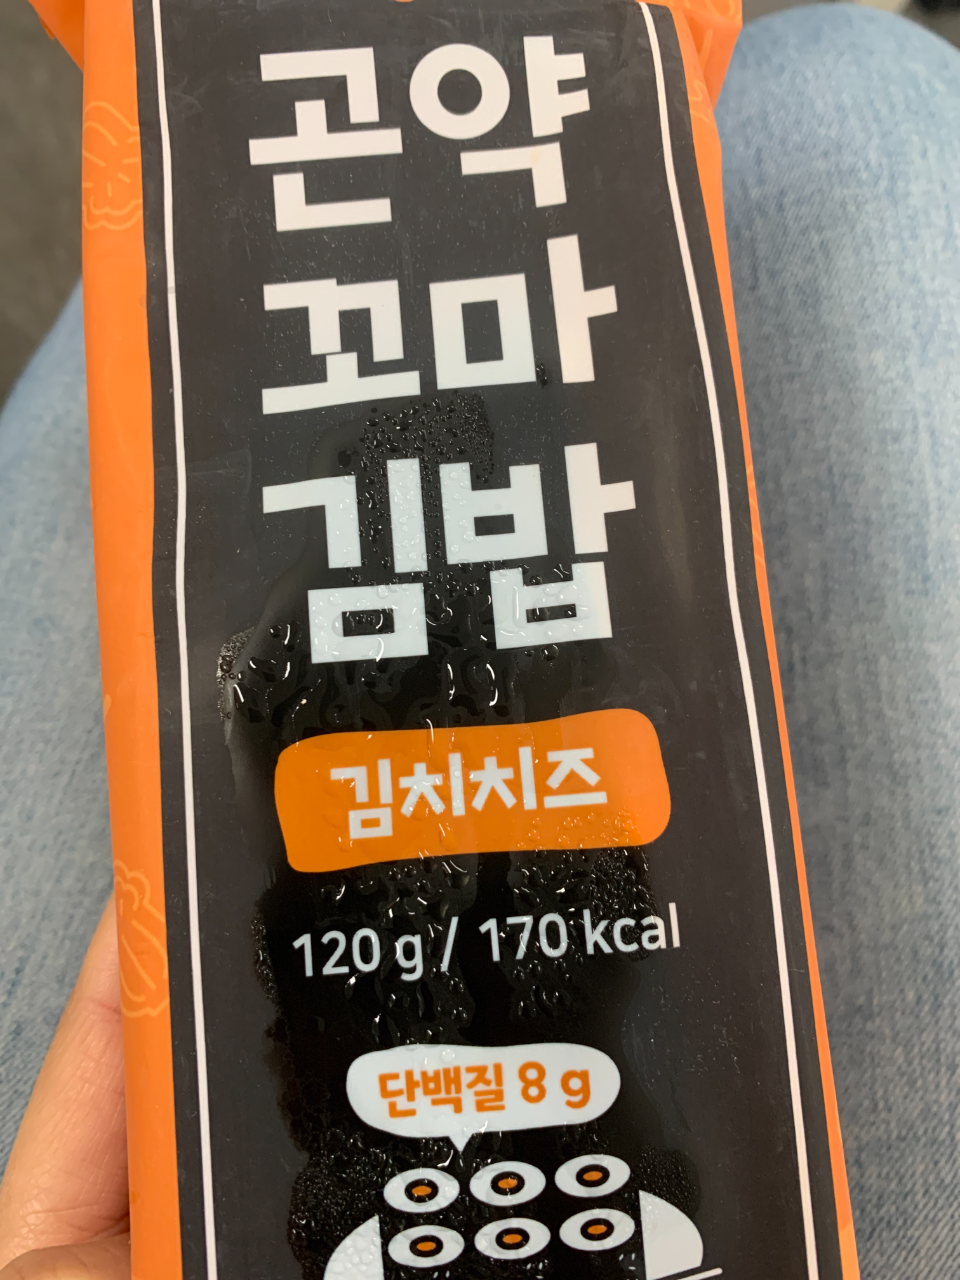 곤약
꼬마
김밥
김치치즈
120 g / 170 kcal
단백질 8 g